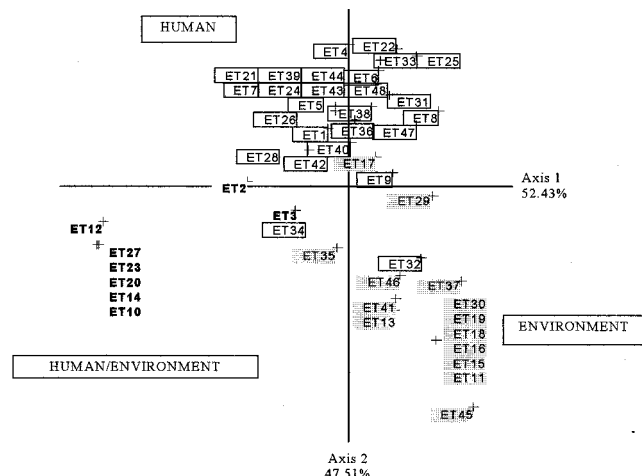 HUMAN
ET4 ET22
ET33 ET25
ET21 ET39 ET44 ET6
ET7 ET24 ET43 ET48
ET5 ET38 ET31
ET26 ET8
ET1 ET36 ET47
ET28 ET40
ET42 ET17
ET9
Axis 1
52.43%
ET2
ET29
ET3
ET12 ET34
ET35
ET27 ET32
ET23
ET20 ET46 ET37
ET14 ET41 ET30
ET10 ET13 ET19
ET18 ENVIRONMENT
ET16
HUMAN/ENVIRONMENT ET15
ET11
ET45
Axis 2
47.51%